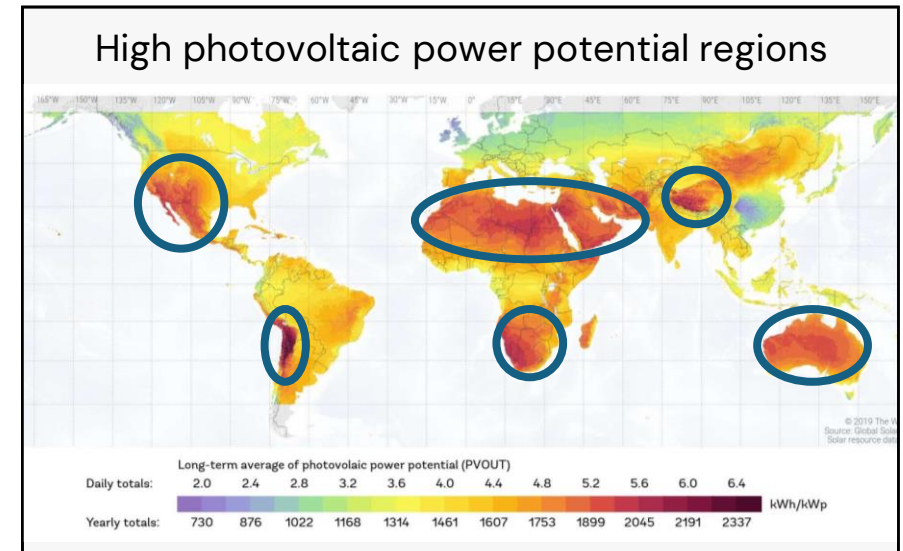 High photovoltaic power potential regions
165°W 150°W 135°W 120°W 105°W 90°W 75°W 60°W 45°W 30°W 15°W 0° 15°E 30°E 45°E 60°E 75°E 90°E 105°E 120°E 135°E 150°E
© 2019 The W
Source: Global Sola
Solar resource data
Long-term average of photovolaic power potential (PVOUT)
Daily totals: 2.0 2.4 2.8 3.2 3.6 4.0 4.4 4.8 5.2 5.6 6.0 6.4
kWh/kWp
Yearly totals: 730 876 1022 1168 1314 1461 1607 1753 1899 2045 2191 2337